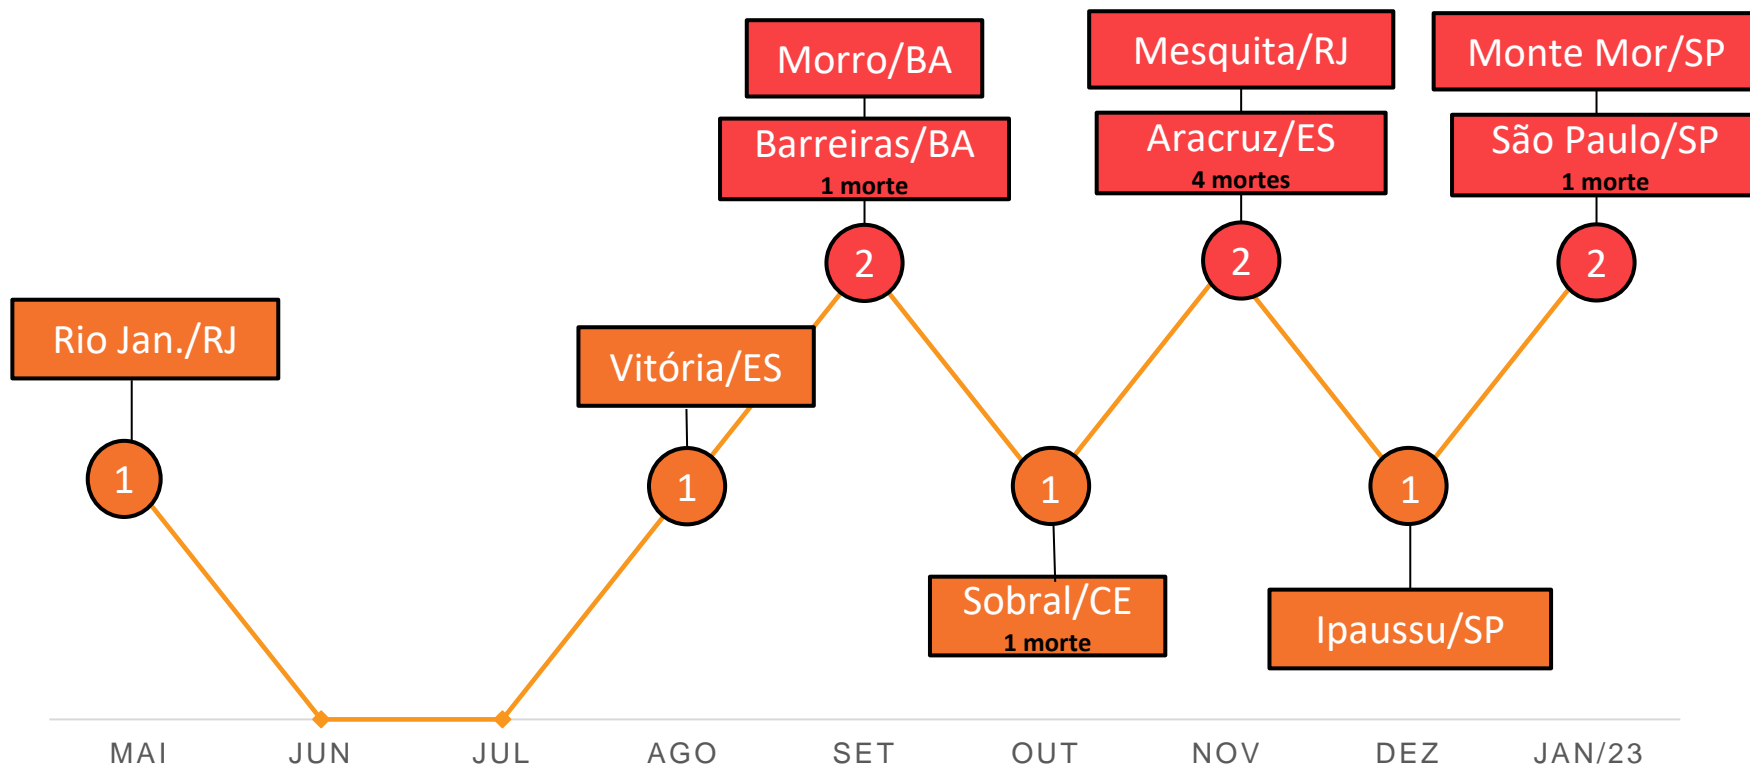 Morro/BA
Mesquita/RJ
Monte Mor/SP
Barreiras/BA
1 morte
Aracruz/ES
4 mortes
São Paulo/SP
1 morte
2
2
2
Rio Jan./RJ
Vitória/ES
1
1
1
1
Sobral/CE
1 morte
Ipaussu/SP
MAI
JUN
JUL
AGO
SET
OUT
NOV
DEZ
JAN/23